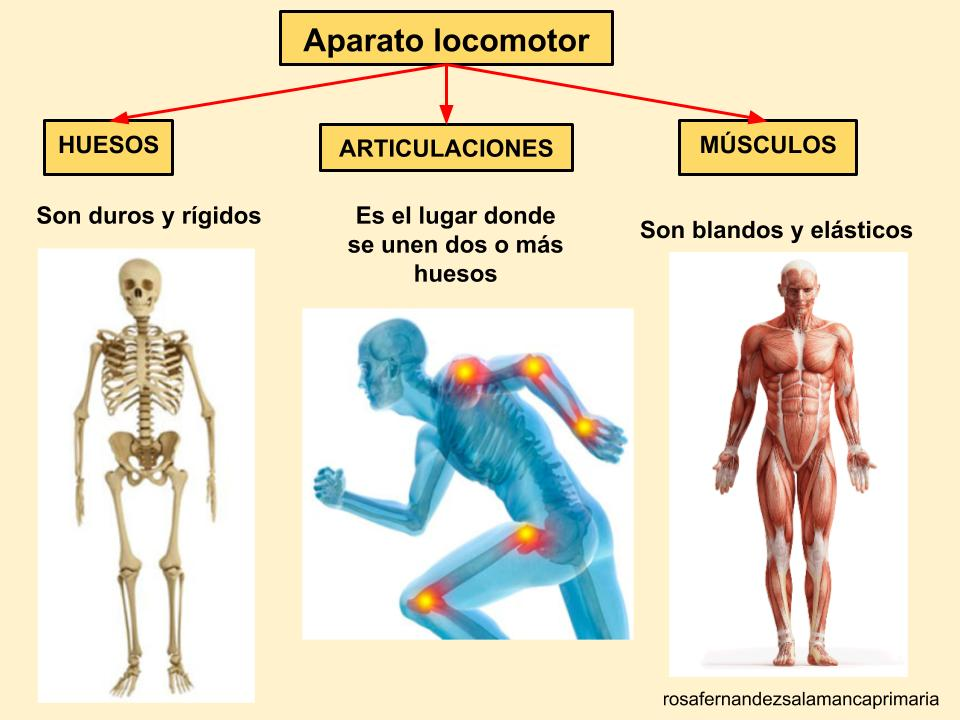 Aparato locomotor
HUESOS
ARTICULACIONES
MÚSCULOS
Son duros y rígidos
Es el lugar donde
se unen dos o más
huesos
Son blandos y elásticos
rosafernandezsalamancaprimaria